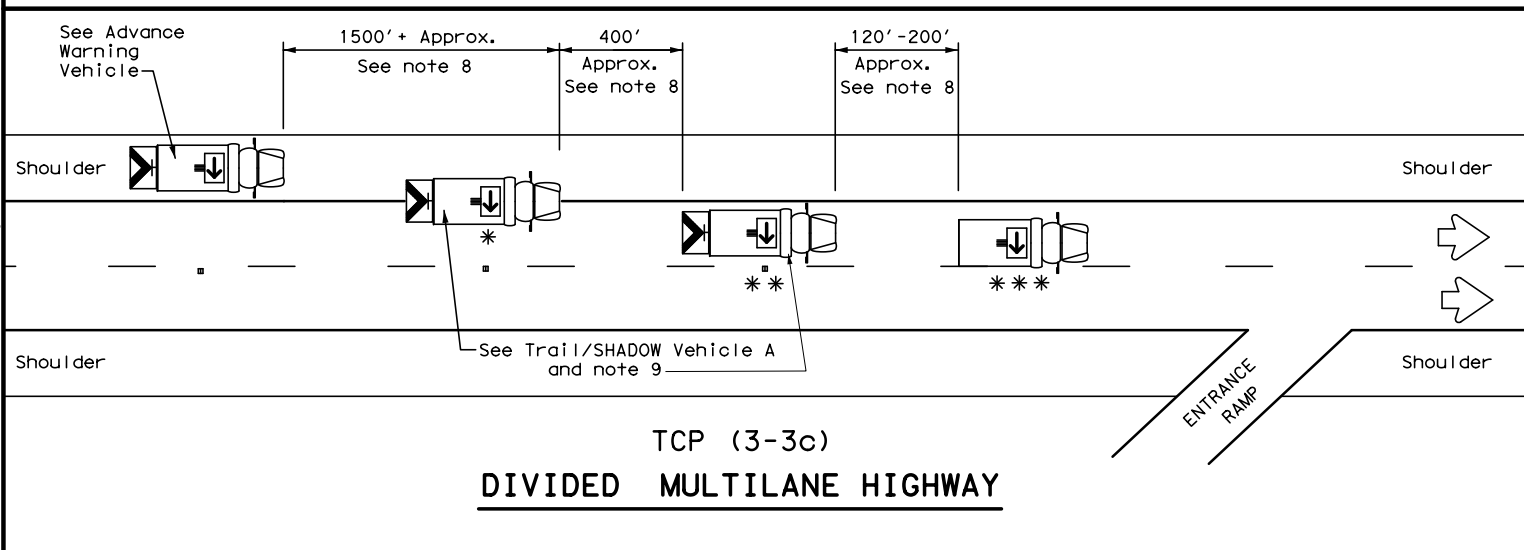 See Advance
Warning
Vehicle
1500'+ Approx.
See note 8
400'
Approx.
See note 8
120'-200'
Approx.
See note 8
Shoulder
Shoulder
*
* *
* * *
See Trail/SHADOW Vehicle A
and note 9
Shoulder
Shoulder
ENTRANCE
RAMP
TCP (3-3c)
DIVIDED MULTILANE HIGHWAY